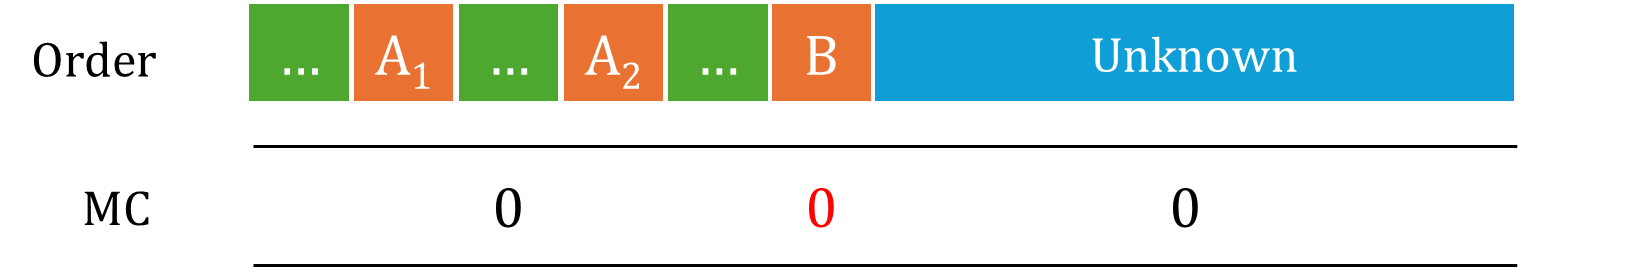 Order ... A₁ ... A₂ ... B Unknown
MC 0 0 0